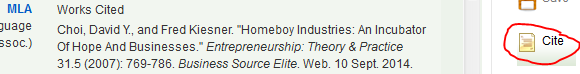 MLA
guage
ssoc.)
Works Cited
Choi, David Y., and Fred Kiesner. "Homeboy Industries: An Incubator
Of Hope And Businesses." Entrepreneurship: Theory & Practice
31.5 (2007): 769-786. Business Source Elite. Web. 10 Sept. 2014.
Cite